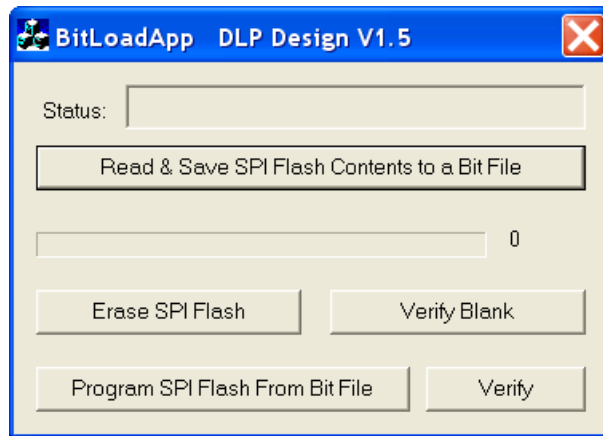 BitLoadApp DLP Design V1.5
Status:
Read & Save SPI Flash Contents to a Bit File
0
Erase SPI Flash
Verify Blank
Program SPI Flash From Bit File
Verify